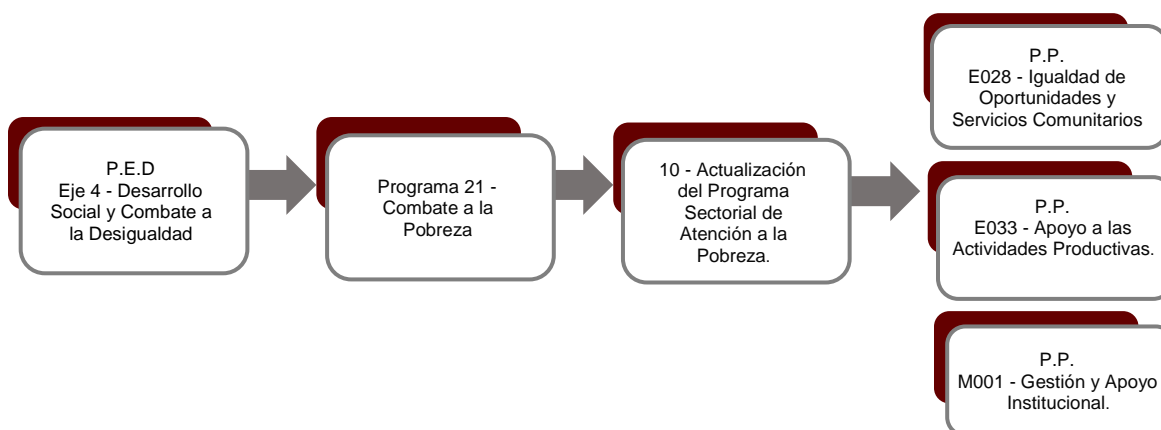 P.E.D
Eje 4 - Desarrollo
Social y Combate a
la Desigualdad
Programa 21 -
Combate a la
Pobreza
10 - Actualización
del Programa
Sectorial de
Atención a la
Pobreza.
P.P.
E028 - Igualdad de
Oportunidades y
Servicios Comunitarios
P.P.
E033 - Apoyo a las
Actividades Productivas.
P.P.
M001 - Gestión y Apoyo
Institucional.